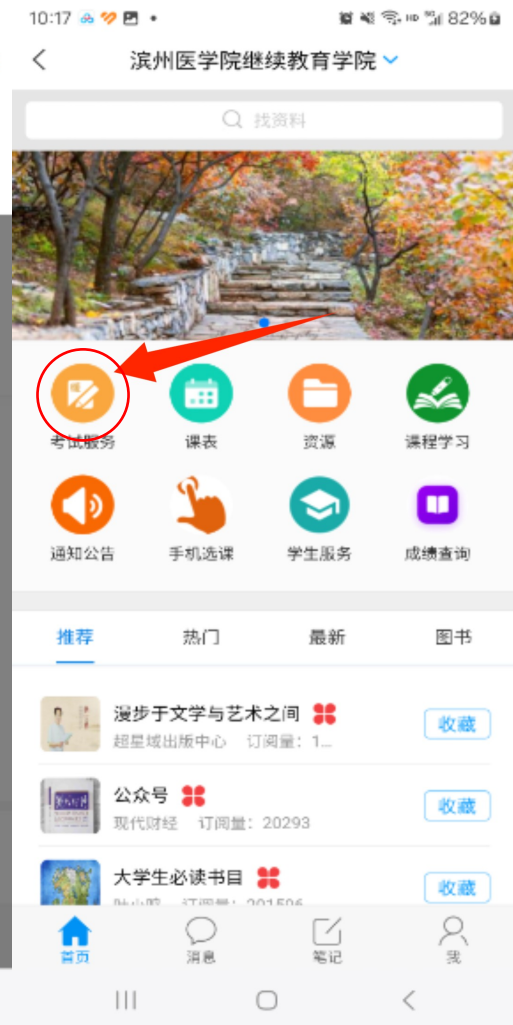 10:17 HD 5G 82%
滨州医学院继续教育学院
找资料
考试服务 课表 资源 课程学习
通知公告 手机选课 学生服务 成绩查询
推荐 热门 最新 图书
漫步于文学与艺术之间
超星域出版中心 订阅量：1...
收藏
公众号
现代财经 订阅量：20293
收藏
大学生必读书目
收藏
首页 消息 笔记 我